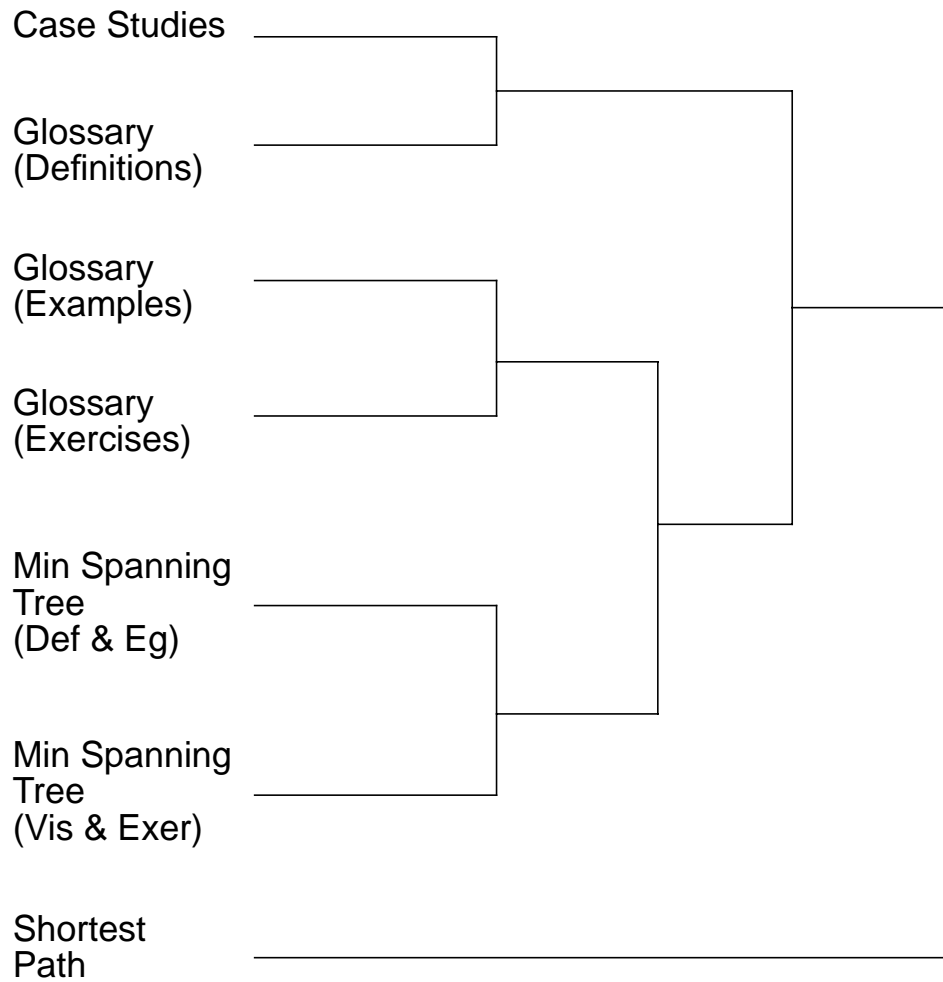 Case Studies
Glossary
(Definitions)
Glossary
(Examples)
Glossary
(Exercises)
Min Spanning
Tree
(Def & Eg)
Min Spanning
Tree
(Vis & Exer)
Shortest
Path